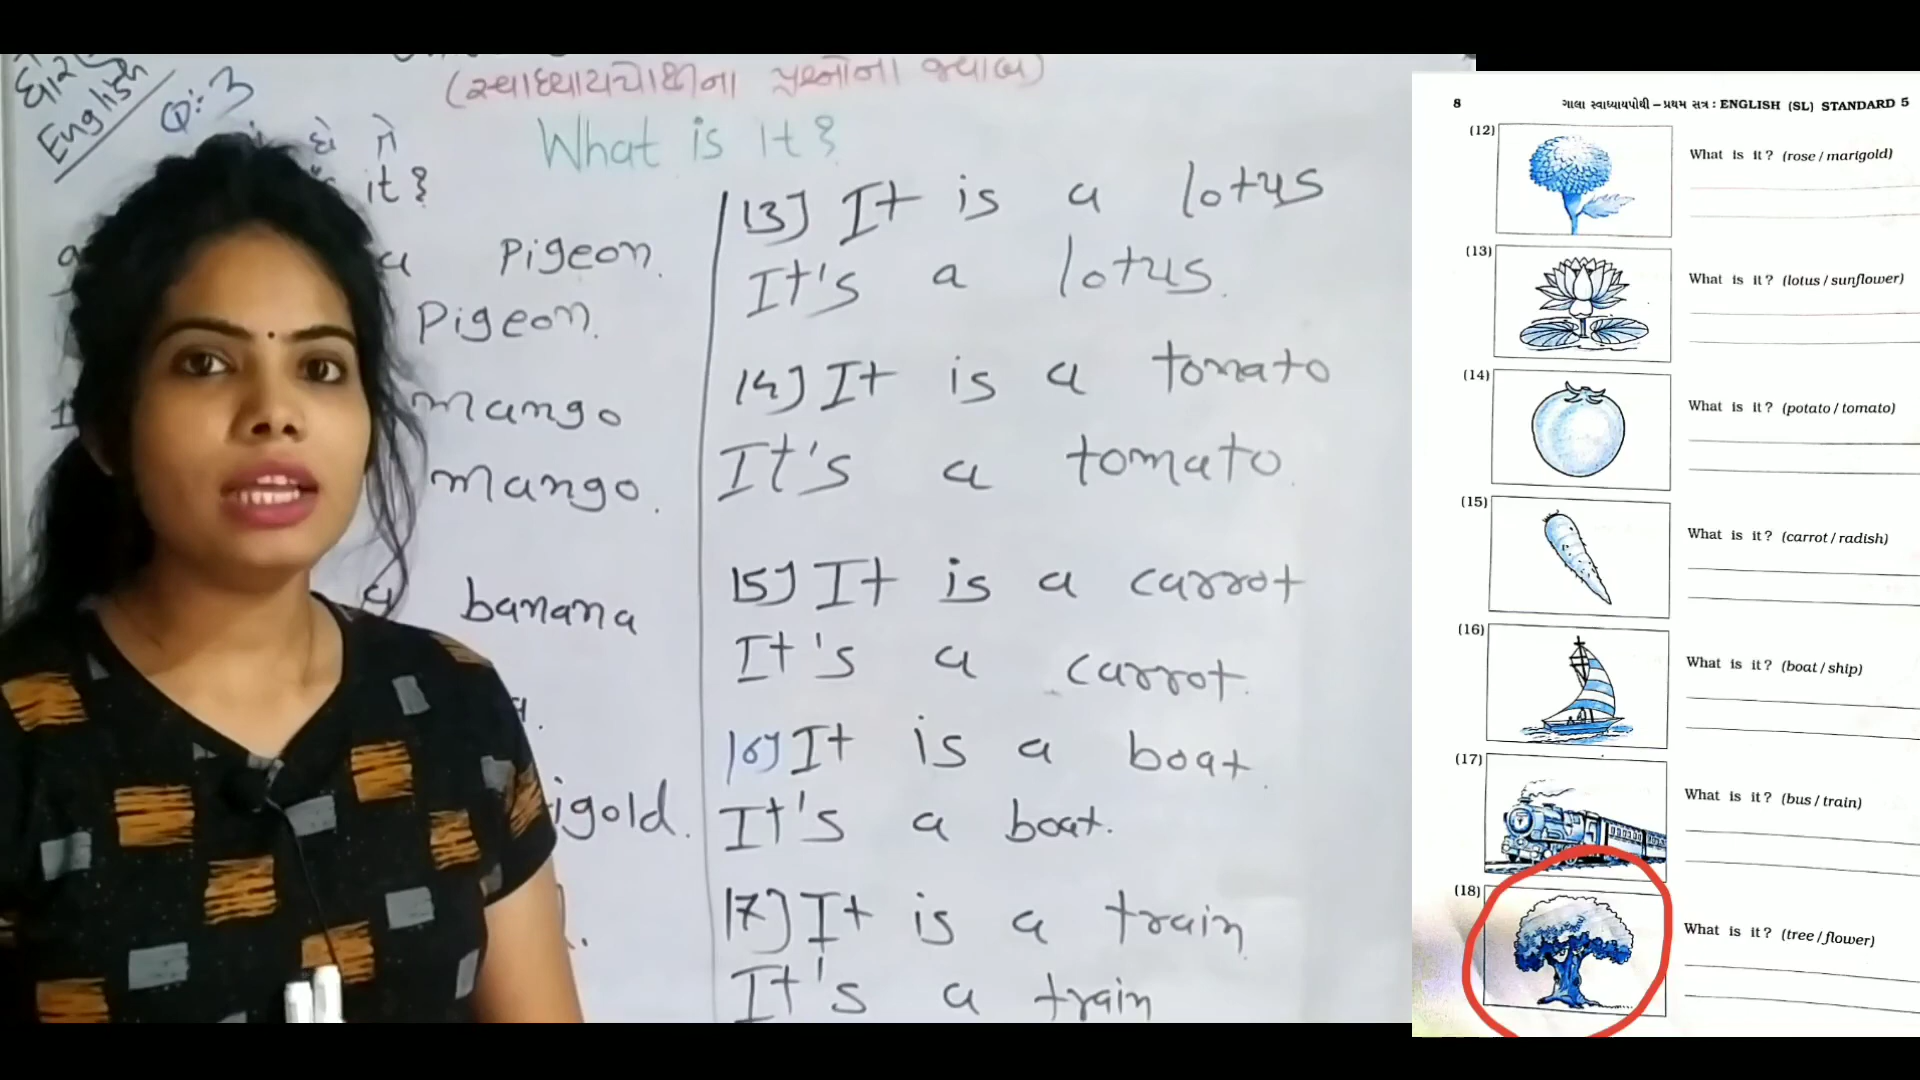 English
Q:3
(સ્વાધ્યાયપોથીના પ્રશ્નોના જવાબ)
What is It?
it?
a Pigeon.
Pigeon.
mango
mango.
a banana
igold.
13] It is a lotus
It's a lotus.
14] It is a tomato
It's a tomato.
15] It is a carrot
It's a carrot.
16] It is a boat.
It's a boat.
17] It is a train
It's a train
8 ગાલા સ્વાધ્યાયપોથી – પ્રથમ સત્ર : ENGLISH (SL) STANDARD 5
(12) What is it? (rose / marigold)
(13) What is it? (lotus / sunflower)
(14) What is it? (potato / tomato)
(15) What is it? (carrot / radish)
(16) What is it? (boat / ship)
(17) What is it? (bus / train)
(18) What is it? (tree / flower)